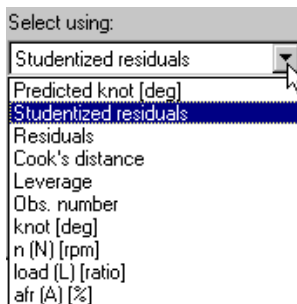 Select using:
Studentized residuals
Predicted knot [deg]
Studentized residuals
Residuals
Cook's distance
Leverage
Obs. number
knot [deg]
n (N) [rpm]
load (L) [ratio]
afr (A) [%]